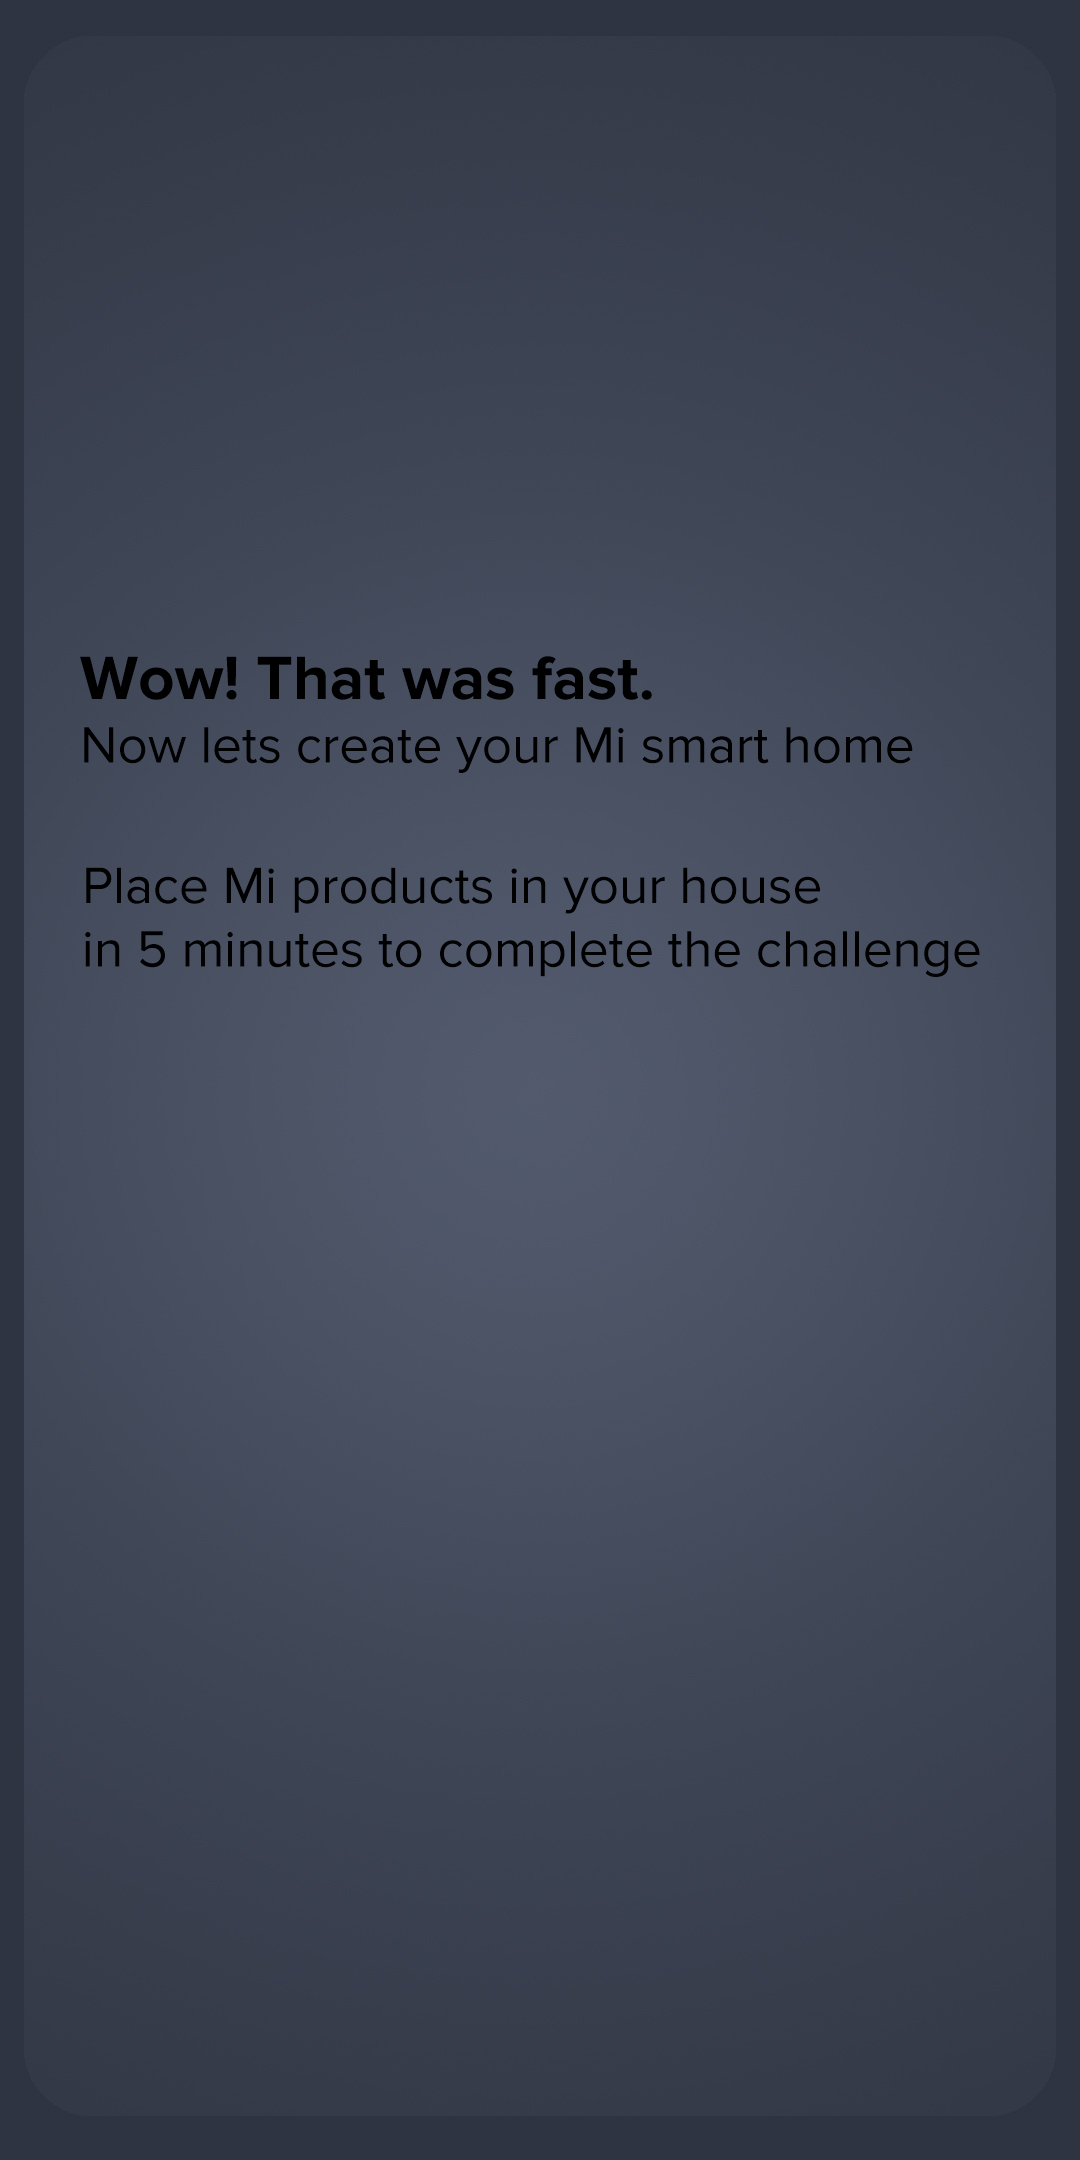 Wow! That was fast.
Now lets create your Mi smart home
Place Mi products in your house
in 5 minutes to complete the challenge